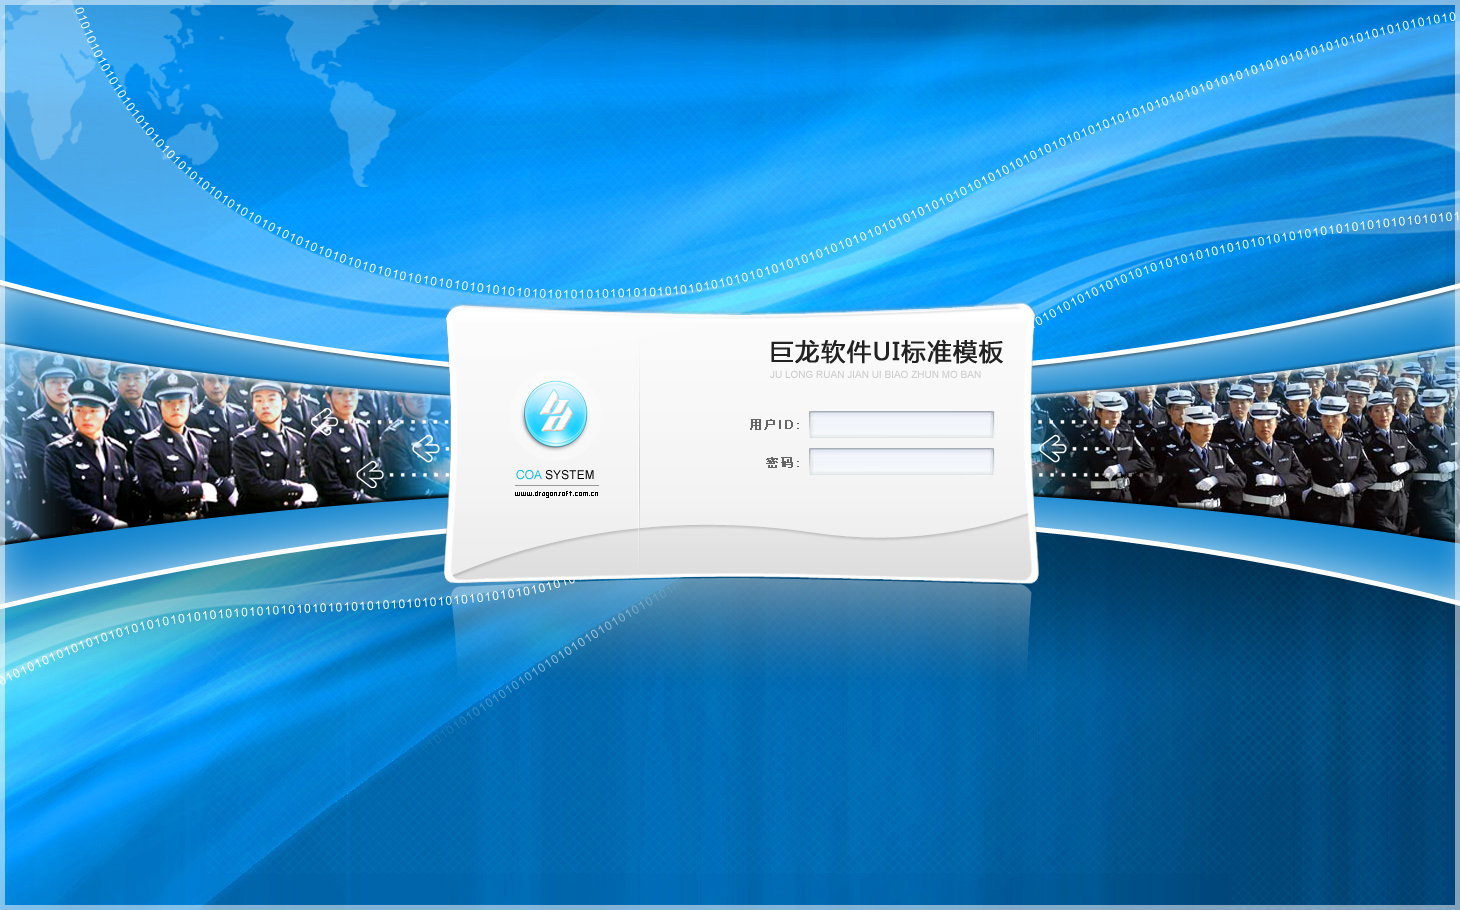 巨龙软件UI标准模板
JU LONG RUAN JIAN UI BIAO ZHUN MO BAN
用户ID:
密码:
COA SYSTEM
www.dragonsoft.com.cn